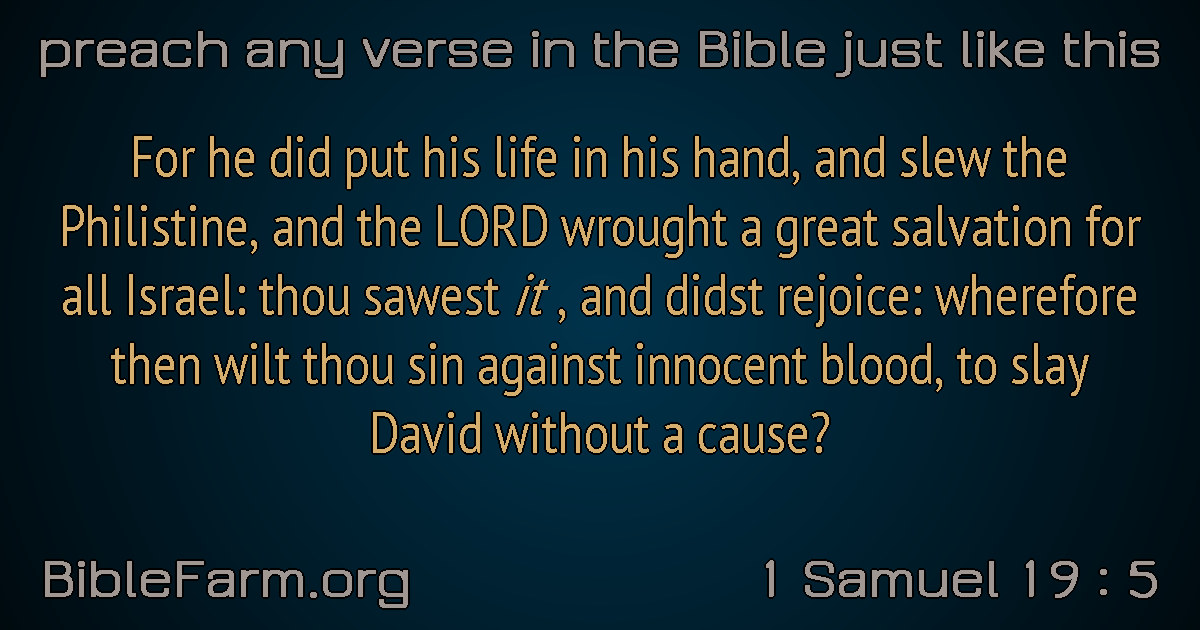 preach any verse in the Bible just like this
For he did put his life in his hand, and slew the
Philistine, and the LORD wrought a great salvation for
all Israel: thou sawest it , and didst rejoice: wherefore
then wilt thou sin against innocent blood, to slay
David without a cause?
BibleFarm.org
1 Samuel 19 : 5